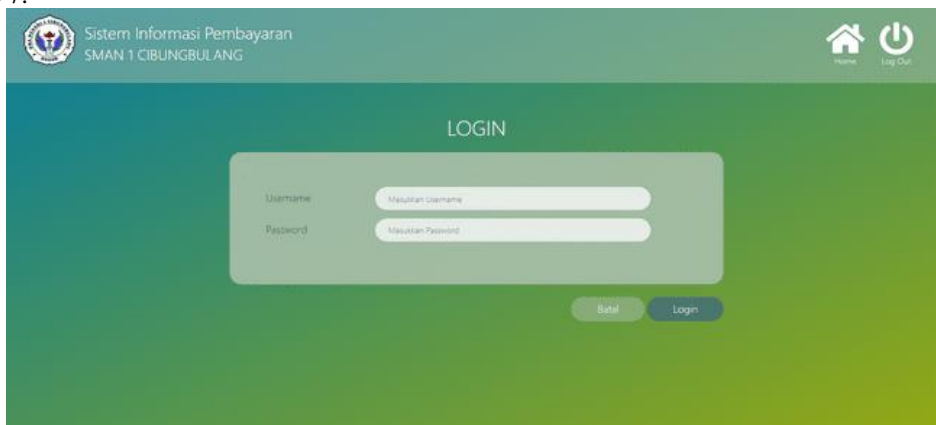 Sistem Informasi Pembayaran
SMAN 1 CIBUNGBULANG
Home
Log Out
LOGIN
Username
Masukkan Username
Password
Masukkan Password
Batal
Login